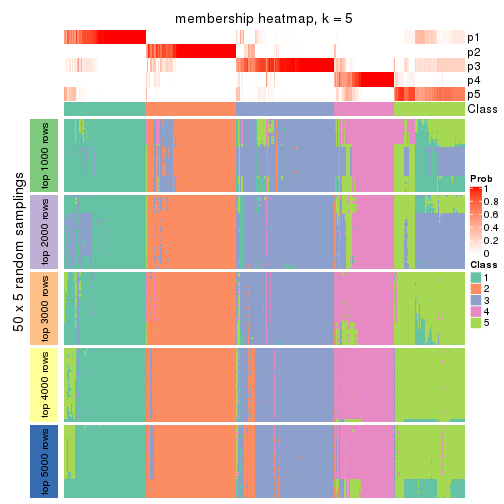 membership heatmap, k = 5
p1
p2
p3
p4
p5
Class
50 x 5 random samplings
top 1000 rows
top 2000 rows
top 3000 rows
top 4000 rows
top 5000 rows
Prob
1
0.8
0.6
0.4
0.2
0
Class
1
2
3
4
5